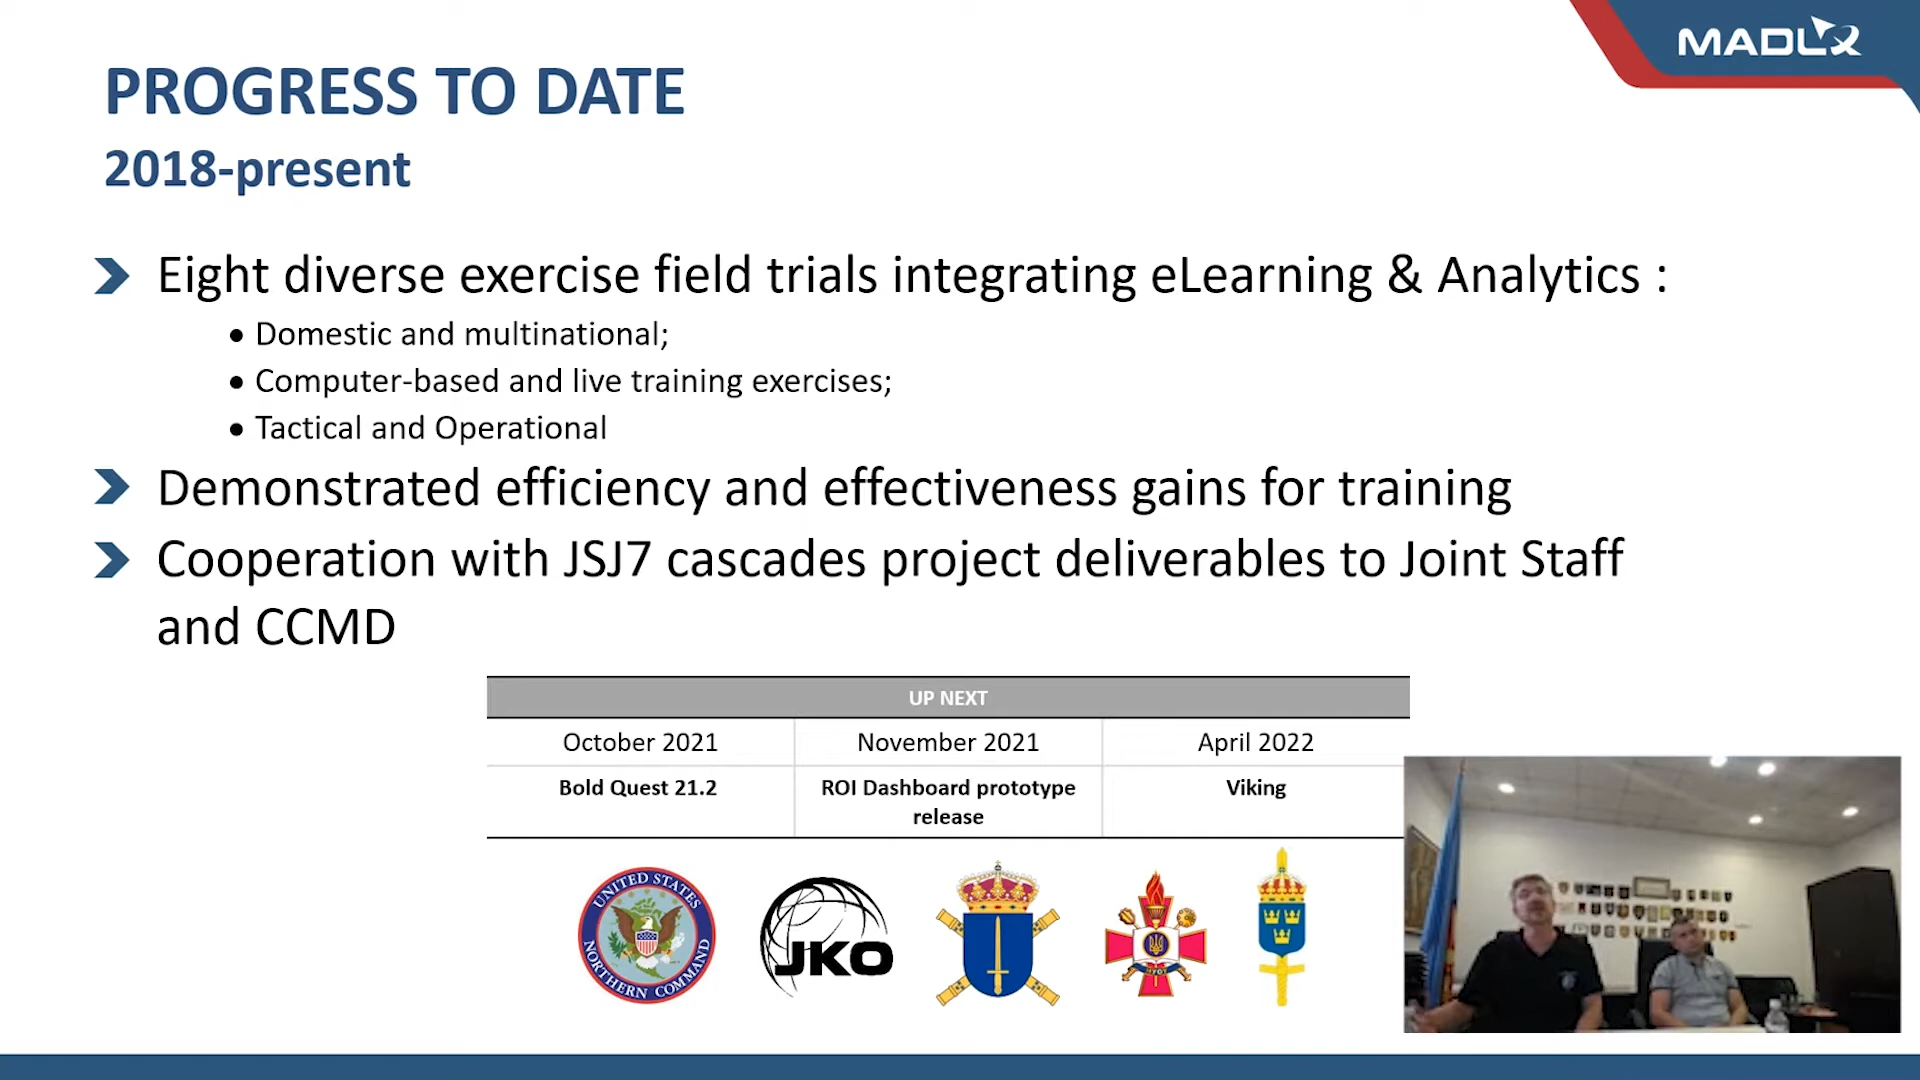 MADLx
PROGRESS TO DATE
2018-present
Eight diverse exercise field trials integrating eLearning & Analytics :
• Domestic and multinational;
• Computer-based and live training exercises;
• Tactical and Operational
Demonstrated efficiency and effectiveness gains for training
Cooperation with JSJ7 cascades project deliverables to Joint Staff
and CCMD
UP NEXT
October 2021 November 2021 April 2022
Bold Quest 21.2 ROI Dashboard prototype Viking
release
UNITED STATES
NORTHERN COMMAND
JKO